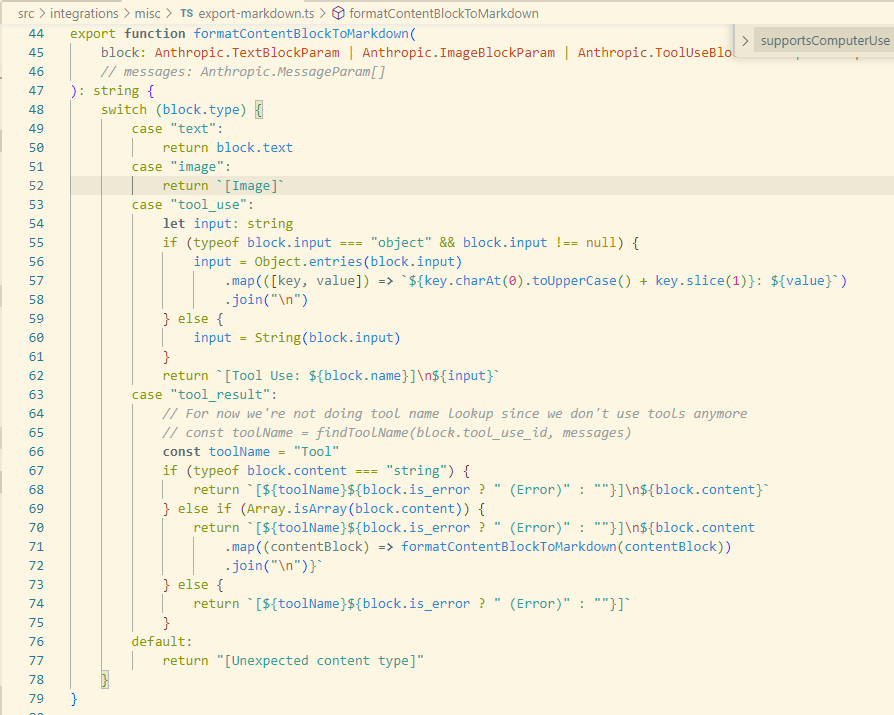 src > integrations > misc > TS export-markdown.ts > formatContentBlockToMarkdown
44 export function formatContentBlockToMarkdown(
> supportsComputerUse
45     block: Anthropic.TextBlockParam | Anthropic.ImageBlockParam | Anthropic.ToolUseBlo
46     // messages: Anthropic.MessageParam[]
47 ): string {
48     switch (block.type) {
49         case "text":
50             return block.text
51         case "image":
52             return `[Image]`
53         case "tool_use":
54             let input: string
55             if (typeof block.input === "object" && block.input !== null) {
56                 input = Object.entries(block.input)
57                     .map(([key, value]) => `${key.charAt(0).toUpperCase() + key.slice(1)}: ${value}`)
58                     .join("\n")
59             } else {
60                 input = String(block.input)
61             }
62             return `[Tool Use: ${block.name}]\n${input}`
63         case "tool_result":
64             // For now we're not doing tool name lookup since we don't use tools anymore
65             // const toolName = findToolName(block.tool_use_id, messages)
66             const toolName = "Tool"
67             if (typeof block.content === "string") {
68                 return `[${toolName}${block.is_error ? " (Error)" : ""}]\n${block.content}`
69             } else if (Array.isArray(block.content)) {
70                 return `[${toolName}${block.is_error ? " (Error)" : ""}]\n${block.content
71                     .map((contentBlock) => formatContentBlockToMarkdown(contentBlock))
72                     .join("\n")}`
73             } else {
74                 return `[${toolName}${block.is_error ? " (Error)" : ""}]`
75             }
76         default:
77             return "[Unexpected content type]"
78     }
79 }